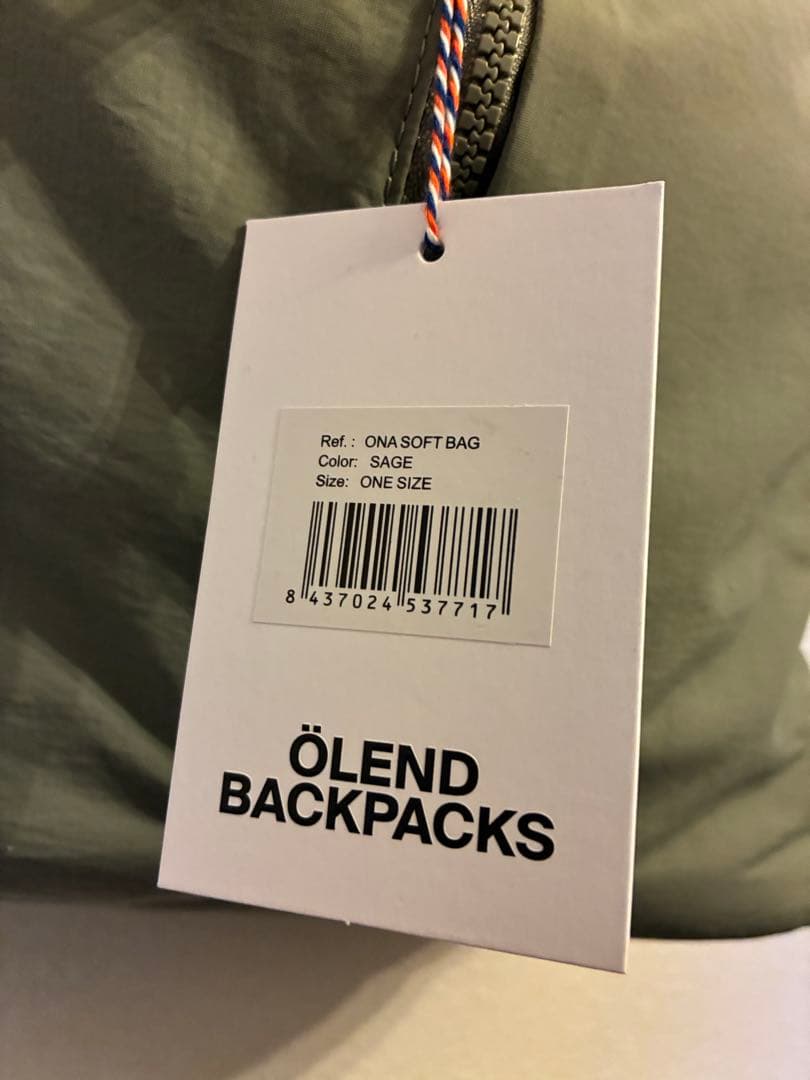 Ref. : ONA SOFT BAG
Color: SAGE
Size: ONE SIZE
8 437024 537717
ÖLEND
BACKPACKS